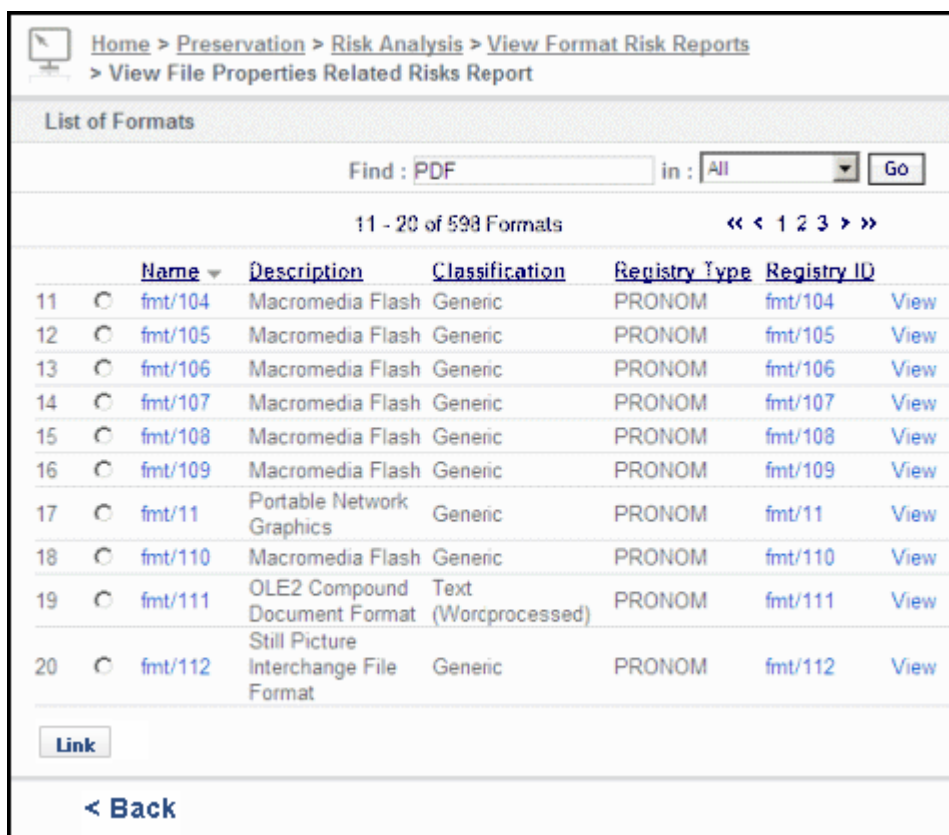 Home > Preservation > Risk Analysis > View Format Risk Reports
> View File Properties Related Risks Report
List of Formats
Find : PDF in : All Go
11 - 20 of 598 Formats « < 1 2 3 > »
Name Description Classification Registry Type Registry ID
11 fmt/104 Macromedia Flash Generic PRONOM fmt/104 View
12 fmt/105 Macromedia Flash Generic PRONOM fmt/105 View
13 fmt/106 Macromedia Flash Generic PRONOM fmt/106 View
14 fmt/107 Macromedia Flash Generic PRONOM fmt/107 View
15 fmt/108 Macromedia Flash Generic PRONOM fmt/108 View
16 fmt/109 Macromedia Flash Generic PRONOM fmt/109 View
17 fmt/11 Portable Network Graphics Generic PRONOM fmt/11 View
18 fmt/110 Macromedia Flash Generic PRONOM fmt/110 View
19 fmt/111 OLE2 Compound Document Format Text (Wordprocessed) PRONOM fmt/111 View
20 fmt/112 Still Picture Interchange File Format Generic PRONOM fmt/112 View
Link
< Back